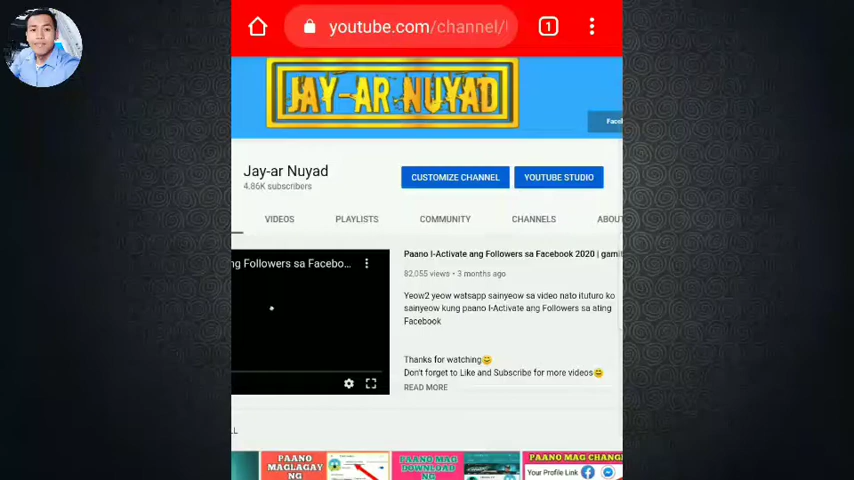 youtube.com/channel/
1
JAY-AR NUYAD
Jay-ar Nuyad
4.86K subscribers
CUSTOMIZE CHANNEL
YOUTUBE STUDIO
VIDEOS
PLAYLISTS
COMMUNITY
CHANNELS
ABOU
ng Followers sa Facebo...
Paano I-Activate ang Followers sa Facebook 2020 | gami
82,055 views • 3 months ago
Yeow2 yeow watsapp sainyeow sa video nato ituturo ko
sainyeow kung paano I-Activate ang Followers sa ating
Facebook
Thanks for watching😀
Don't forget to Like and Subscribe for more videos😀
READ MORE
LL
PAANO
MAGLAGAY
NG
PAANO MAG
DOWNLOAD
NG
PAANO MAG CHANG
Your Profile Link